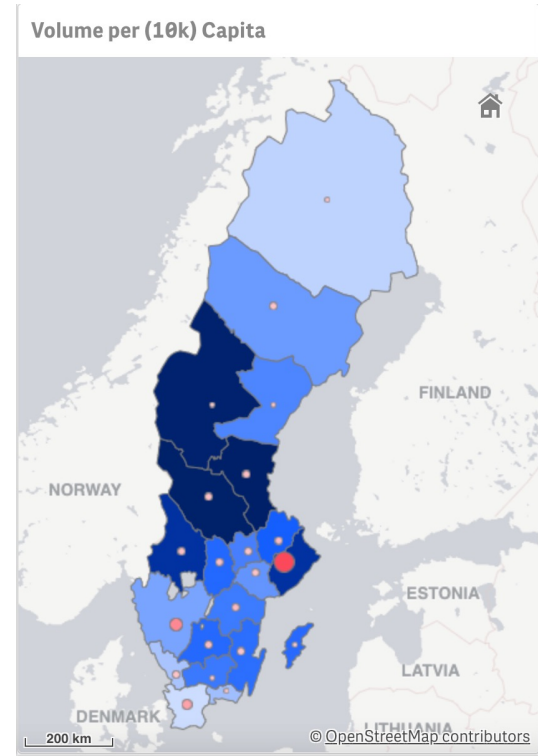 Volume per (10k) Capita
FINLAND
NORWAY
ESTONIA
LATVIA
DENMARK
LITHUANIA
200 km
© OpenStreetMap contributors